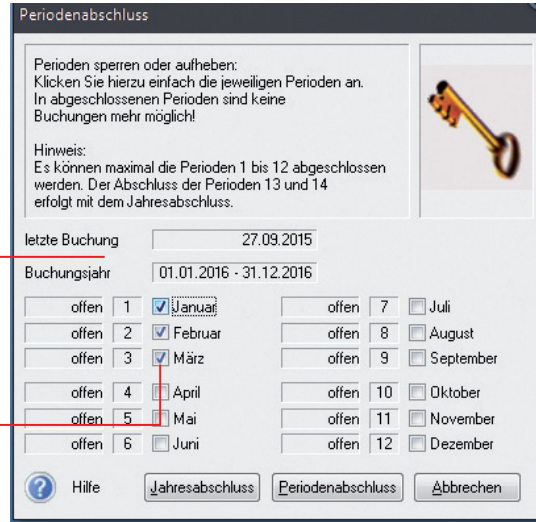 Periodenabschluss
Perioden sperren oder aufheben:
Klicken Sie hierzu einfach die jeweiligen Perioden an.
In abgeschlossenen Perioden sind keine
Buchungen mehr möglich!
Hinweis:
Es können maximal die Perioden 1 bis 12 abgeschlossen
werden. Der Abschluss der Perioden 13 und 14
erfolgt mit dem Jahresabschluss.
letzte Buchung 27.09.2015
Buchungsjahr 01.01.2016 - 31.12.2016
offen 1 Januar offen 7 Juli
offen 2 Februar offen 8 August
offen 3 März offen 9 September
offen 4 April offen 10 Oktober
offen 5 Mai offen 11 November
offen 6 Juni offen 12 Dezember
? Hilfe Jahresabschluss Periodenabschluss Abbrechen